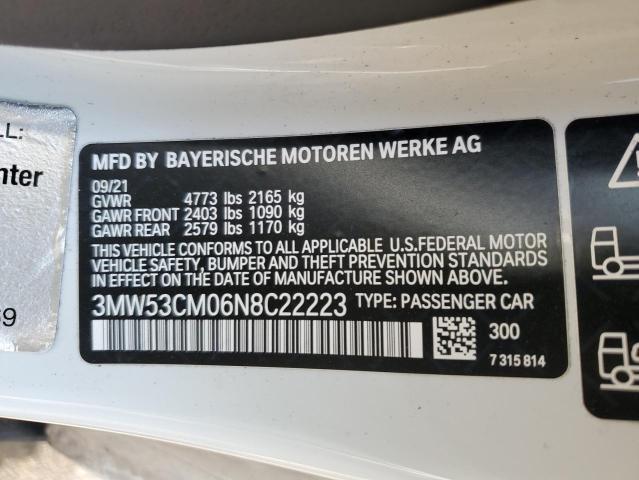 LL:
nter
69
MFD BY BAYERISCHE MOTOREN WERKE AG
09/21
GVWR 4773 lbs 2165 kg
GAWR FRONT 2403 lbs 1090 kg
GAWR REAR 2579 lbs 1170 kg
THIS VEHICLE CONFORMS TO ALL APPLICABLE U.S.FEDERAL MOTOR
VEHICLE SAFETY, BUMPER AND THEFT PREVENTION STANDARDS
IN EFFECT ON THE DATE OF MANUFACTURE SHOWN ABOVE.
3MW53CM06N8C22223 TYPE: PASSENGER CAR
300
7 315 814